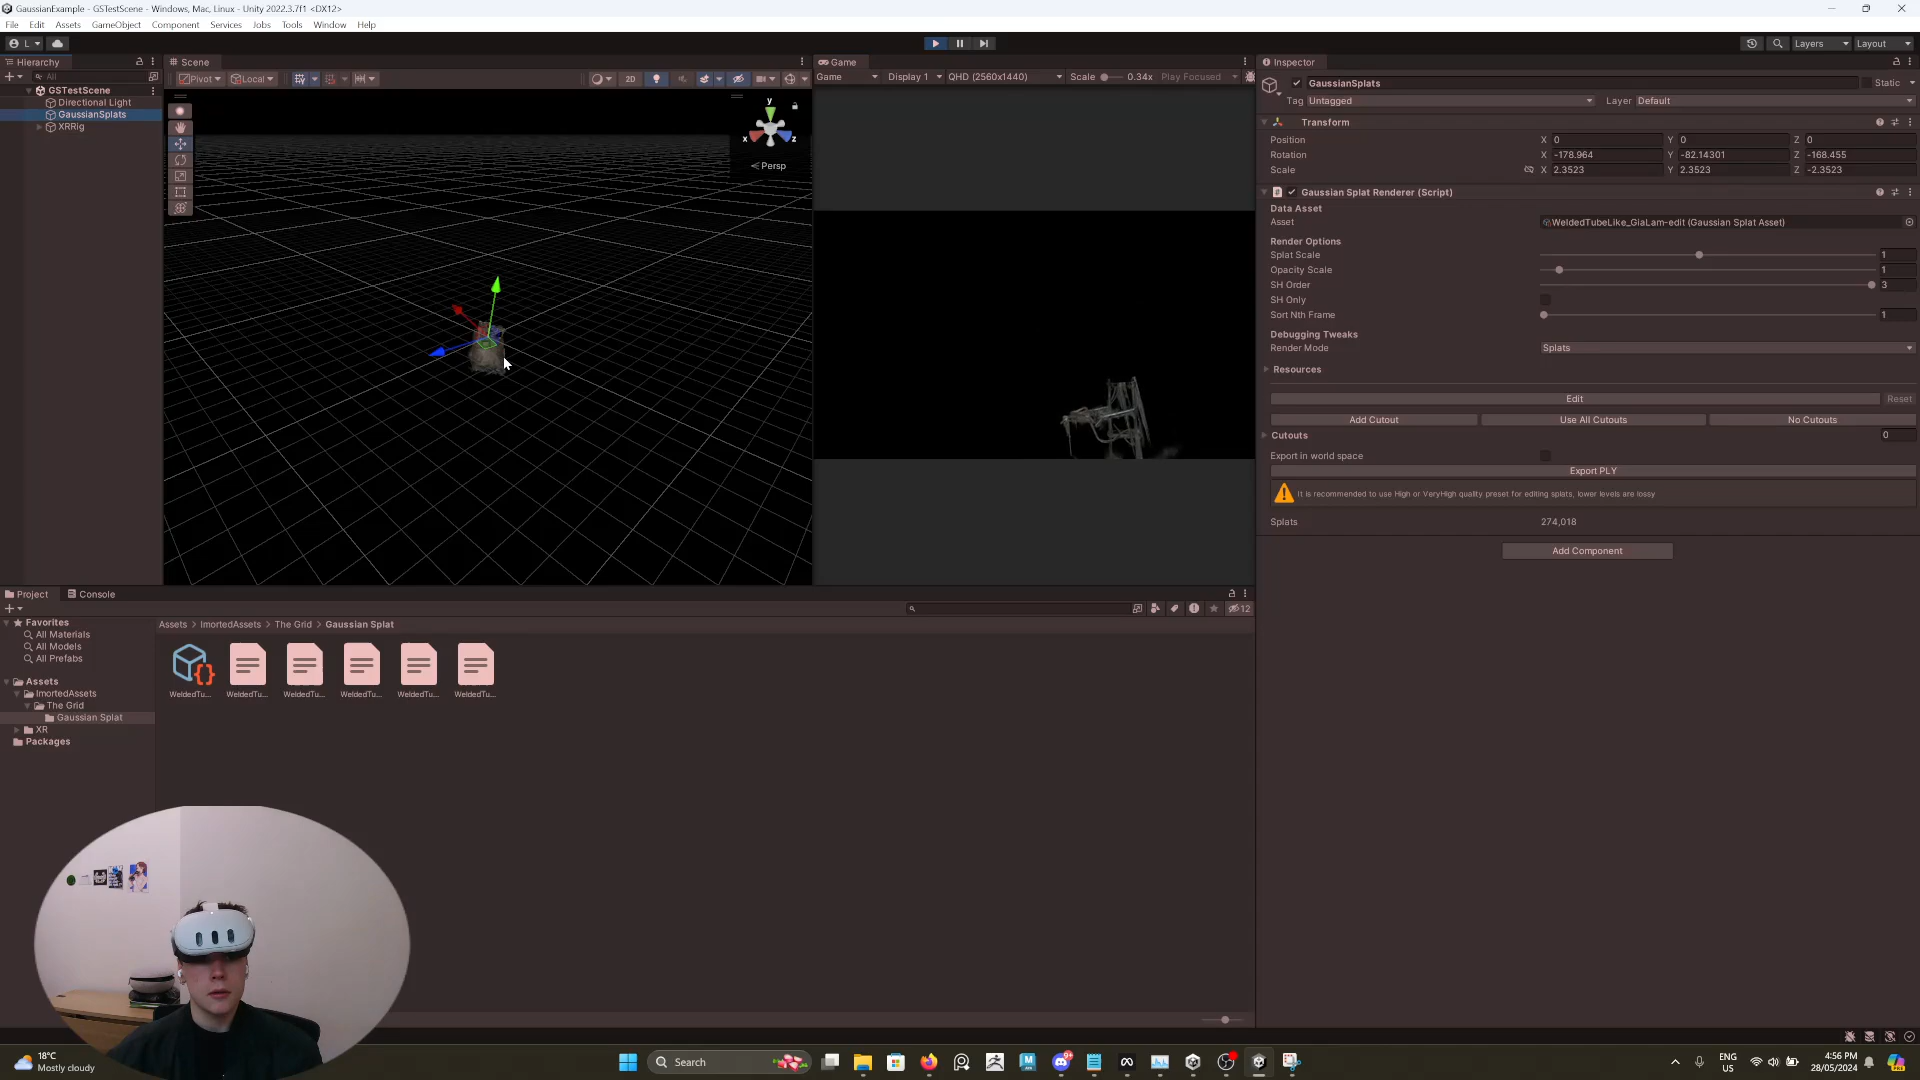 GaussianExample - GSTestScene - Windows, Mac, Linux - Unity 2022.3.7f1 <DX12>
File Edit Assets GameObject Component Services Jobs Tools Window Help
L Layers Layout
Hierarchy
All
GSTestScene
Directional Light
GaussianSplats
XRRig
Scene
Pivot Local 2D
y
x z
Persp
Game
Game Display 1 QHD (2560x1440) Scale 0.34x Play Focused
Inspector
GaussianSplats Static
Tag Untagged Layer Default
Transform
Position X 0 Y 0 Z 0
Rotation X -178.964 Y -82.14301 Z -168.455
Scale X 2.3523 Y 2.3523 Z -2.3523
Gaussian Splat Renderer (Script)
Data Asset
Asset WeldedTubeLike_GiaLam-edit (Gaussian Splat Asset)
Render Options
Splat Scale 1
Opacity Scale 1
SH Order 3
SH Only
Sort Nth Frame 1
Debugging Tweaks
Render Mode Splats
Resources
Edit Reset
Add Cutout Use All Cutouts No Cutouts
Cutouts 0
Export in world space
Export PLY
It is recommended to use High or VeryHigh quality preset for editing splats, lower levels are lossy
Splats 274,018
Add Component
Project Console
12
Favorites
All Materials
All Models
All Prefabs
Assets
ImortedAssets
The Grid
Gaussian Splat
XR
Packages
Assets > ImortedAssets > The Grid > Gaussian Splat
WeldedTu... WeldedTu... WeldedTu... WeldedTu... WeldedTu... WeldedTu...
18°C
Mostly cloudy
Search
ENG
US
4:56 PM
28/05/2024